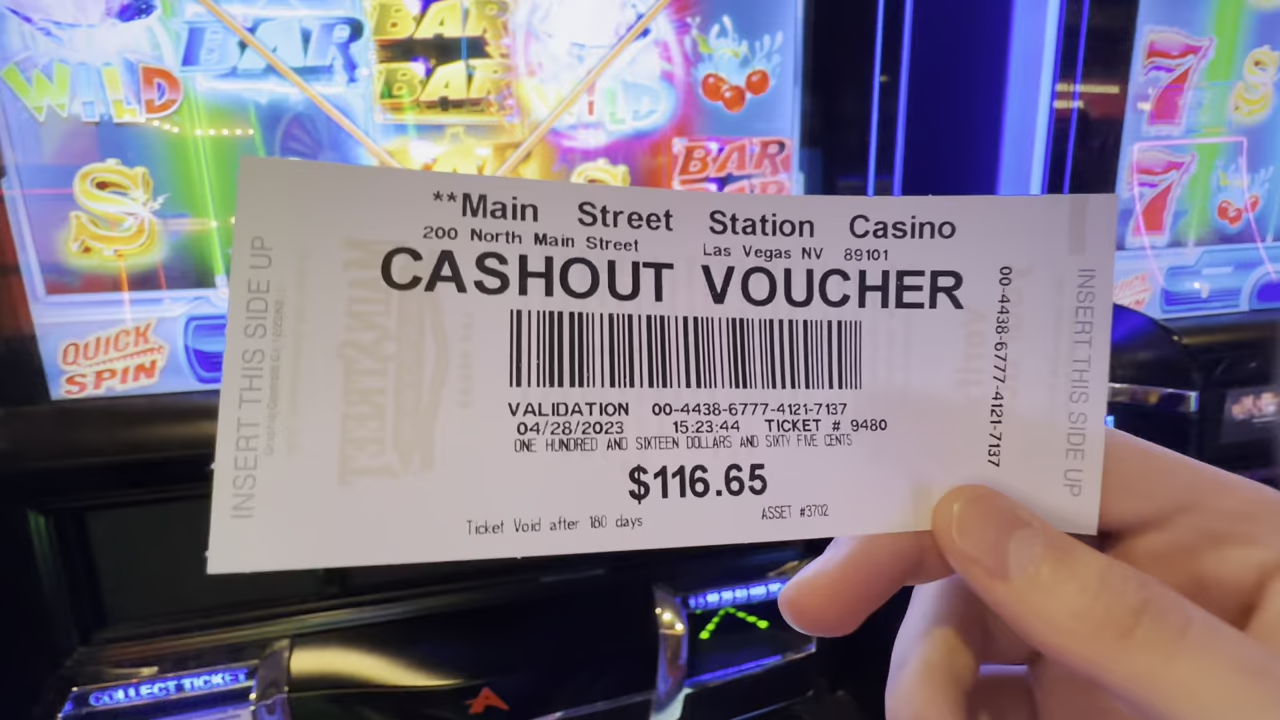 WILD
BAR
BAR
BAR
WILD
7
S
BAR
7
QUICK
SPIN
**Main Street Station Casino
200 North Main Street Las Vegas NV 89101
CASHOUT VOUCHER
INSERT THIS SIDE UP
VALIDATION 00-4438-6777-4121-7137
04/28/2023 15:23:44 TICKET # 9480
ONE HUNDRED AND SIXTEEN DOLLARS AND SIXTY FIVE CENTS
$116.65
Ticket Void after 180 days ASSET #3702
00-4438-6777-4121-7137
INSERT THIS SIDE UP
COLLECT TICKET